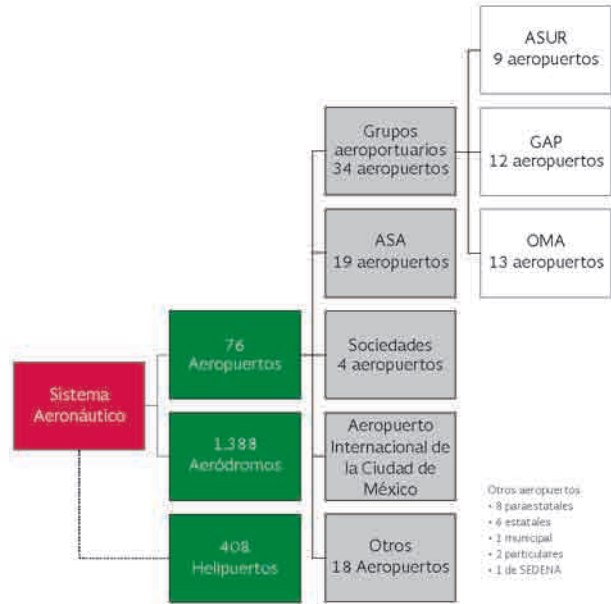 ASUR
9 aeropuertos
Grupos
aeroportuarios
34 aeropuertos
GAP
12 aeropuertos
ASA
19 aeropuertos
OMA
13 aeropuertos
76
Aeropuertos
Sociedades
4 aeropuertos
Sistema
Aeronáutico
1,388
Aeródromos
Aeropuerto
Internacional de
la Ciudad de
México
408
Helipuertos
Otros
18 Aeropuertos
Otros aeropuertos
• 8 paraestatales
• 6 estatales
• 1 municipal
• 2 particulares
• 1 de SEDENA